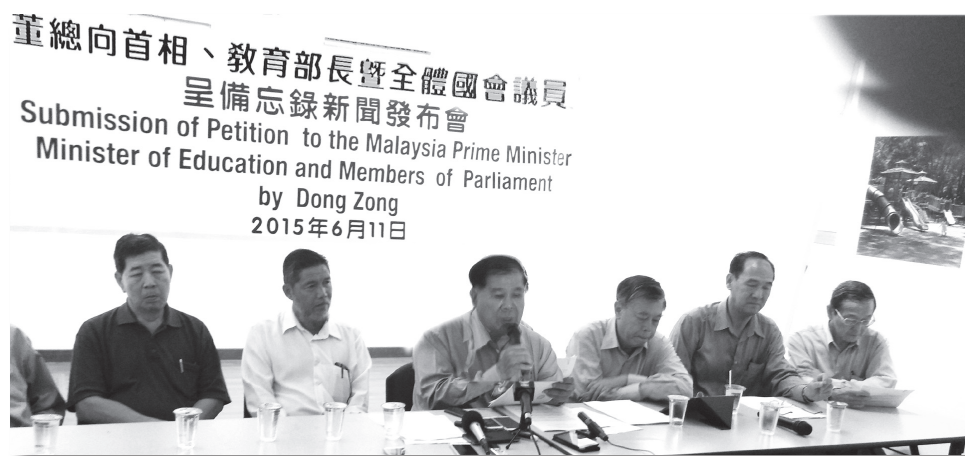 董總向首相、教育部長暨全體國會議員
呈備忘錄新聞發布會
Submission of Petition to the Malaysia Prime Minister
Minister of Education and Members of Parliament
by Dong Zong
2015年6月11日